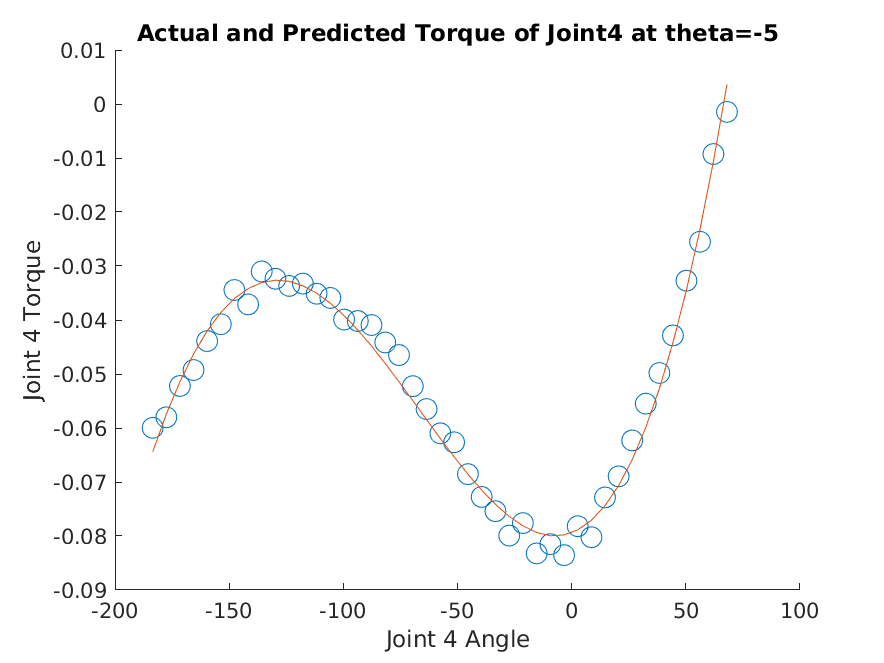 Actual and Predicted Torque of Joint4 at theta=-5
0.01
0
-0.01
-0.02
-0.03
-0.04
-0.05
-0.06
-0.07
-0.08
-0.09
Joint 4 Torque
-200 -150 -100 -50 0 50 100
Joint 4 Angle